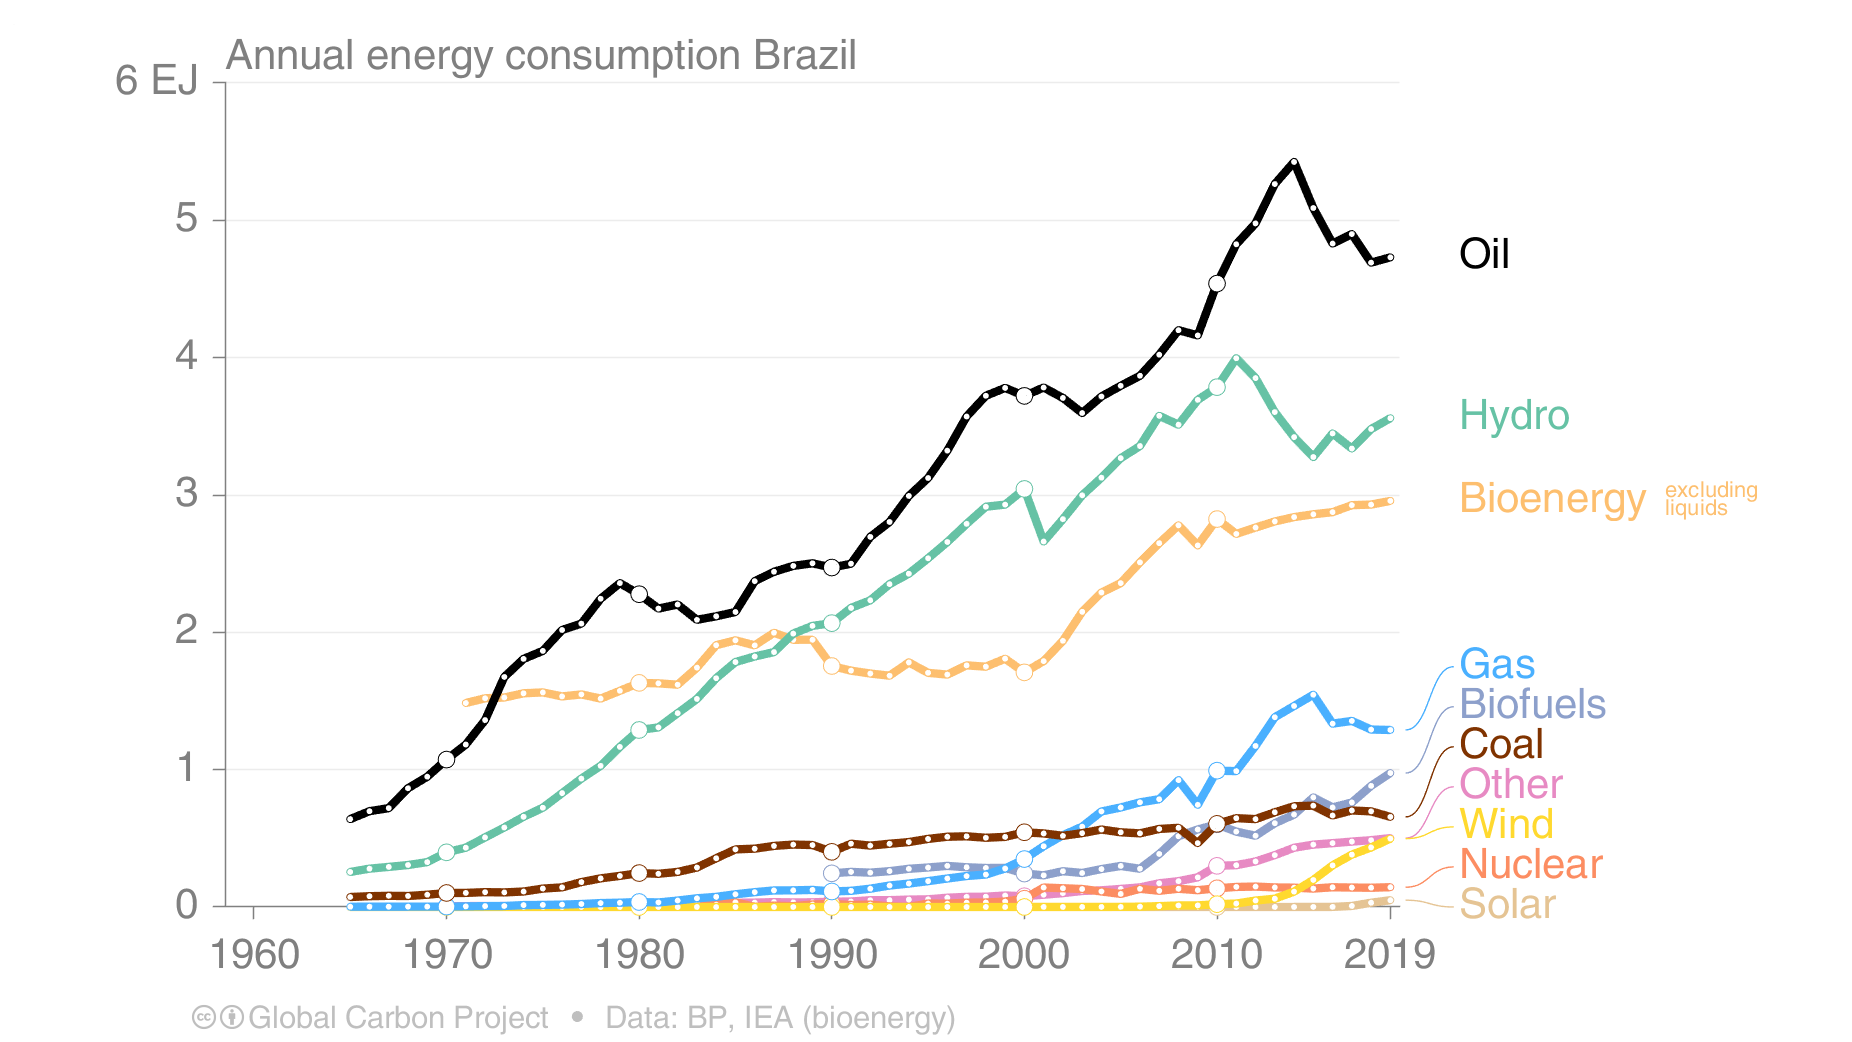 Annual energy consumption Brazil
6 EJ
5
4
3
2
1
0
Oil
Hydro
Bioenergy excluding liquids
Gas
Biofuels
Coal
Other
Wind
Nuclear
Solar
1960 1970 1980 1990 2000 2010 2019
cc Global Carbon Project • Data: BP, IEA (bioenergy)